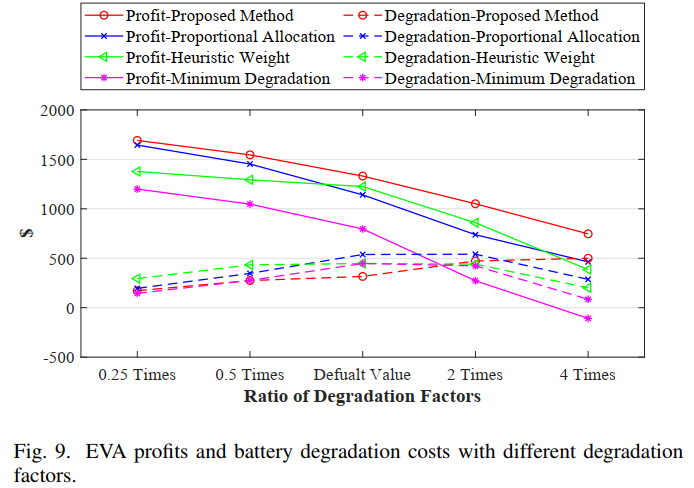 Profit-Proposed Method
Degradation-Proposed Method
Profit-Proportional Allocation
Degradation-Proportional Allocation
Profit-Heuristic Weight
Degradation-Heuristic Weight
Profit-Minimum Degradation
Degradation-Minimum Degradation
2000
1500
1000
500
0
-500
$
0.25 Times
0.5 Times
Defualt Value
2 Times
4 Times
Ratio of Degradation Factors
Fig. 9. EVA profits and battery degradation costs with different degradation
factors.